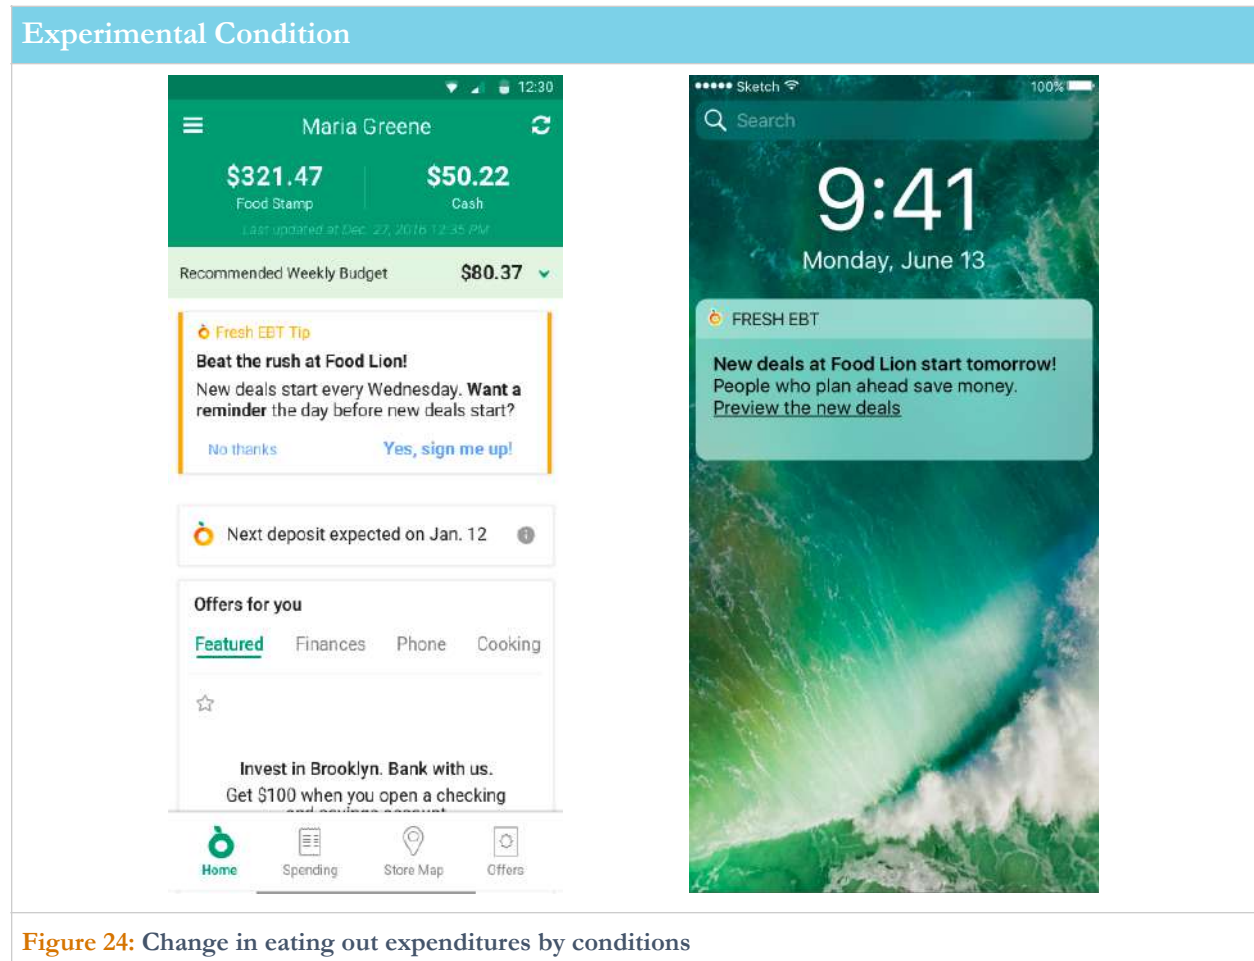 Experimental Condition
12:30
Maria Greene
$321.47
Food Stamp
$50.22
Cash
Last updated at Dec. 27, 2016 12:35 PM
Recommended Weekly Budget $80.37
Fresh EBT Tip
Beat the rush at Food Lion!
New deals start every Wednesday. Want a
reminder the day before new deals start?
No thanks Yes, sign me up!
Next deposit expected on Jan. 12
Offers for you
Featured Finances Phone Cooking
Invest in Brooklyn. Bank with us.
Get $100 when you open a checking
and savings account
Home Spending Store Map Offers
Sketch 100%
Search
9:41
Monday, June 13
FRESH EBT
New deals at Food Lion start tomorrow!
People who plan ahead save money.
Preview the new deals
Figure 24: Change in eating out expenditures by conditions